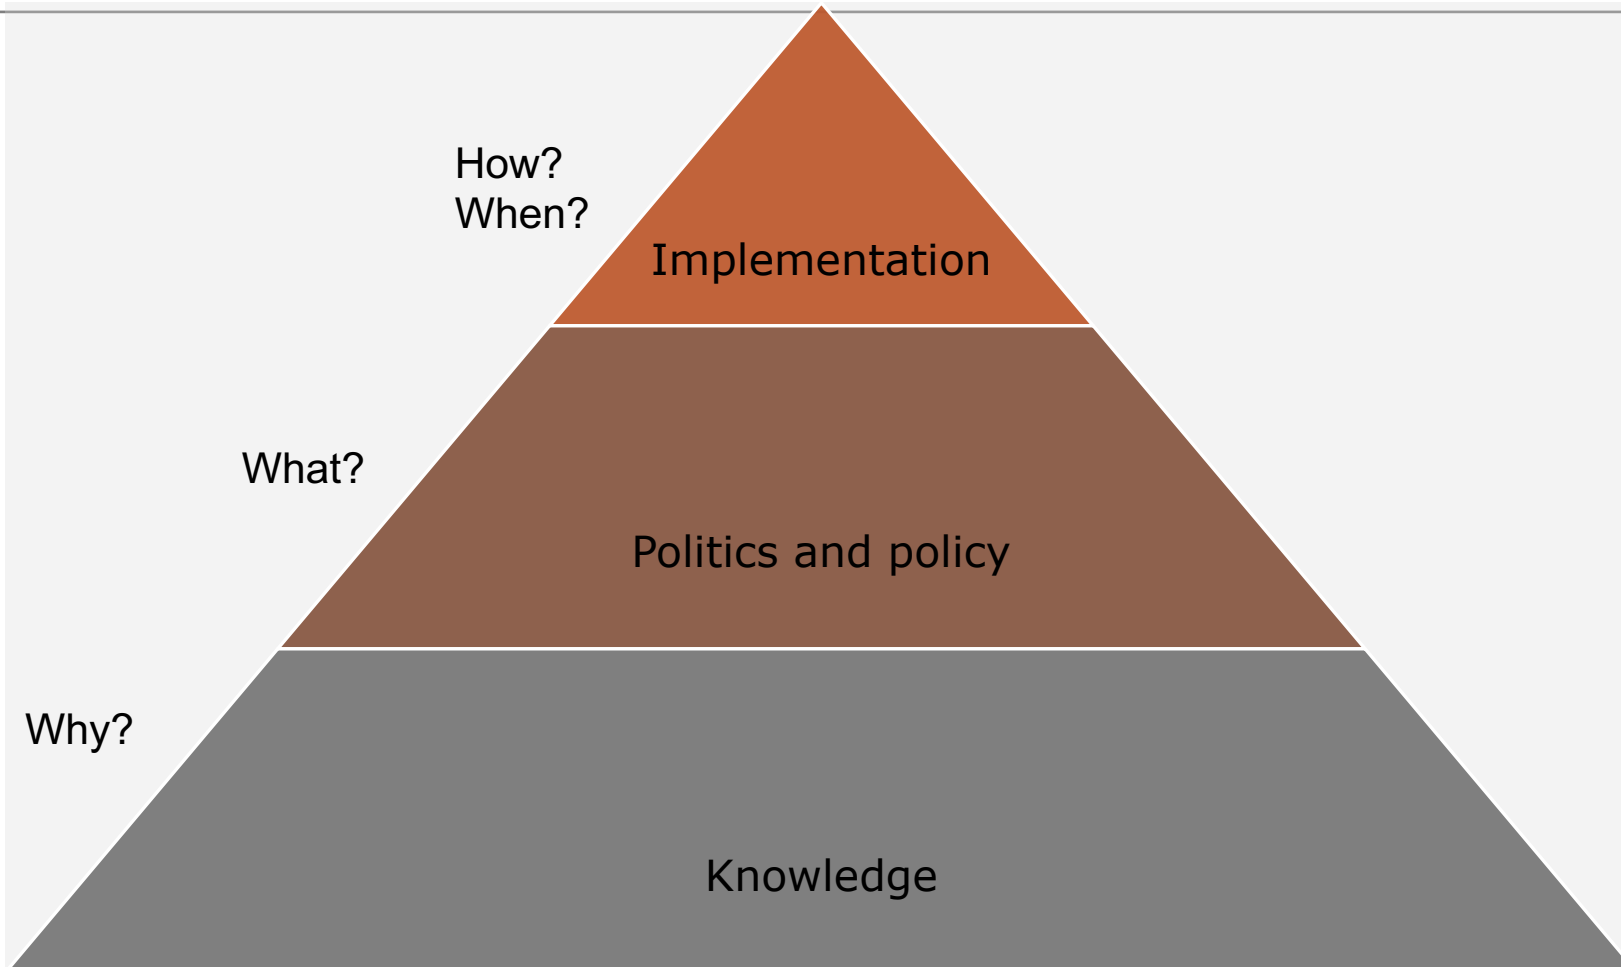 How?
When?
Implementation
What?
Politics and policy
Why?
Knowledge